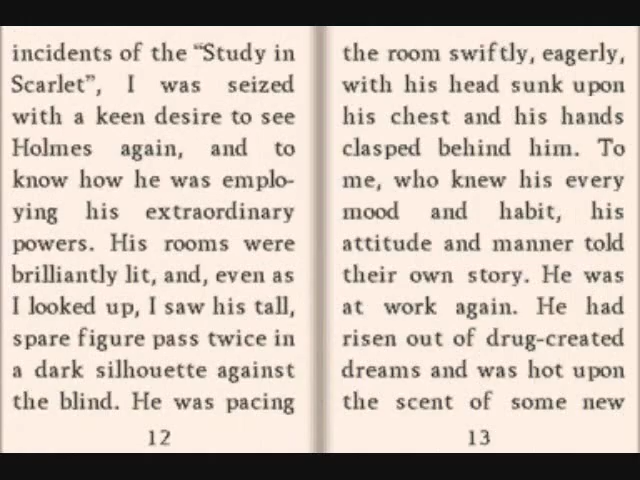 incidents of the “Study in
Scarlet”, I was seized
with a keen desire to see
Holmes again, and to
know how he was emplo-
ying his extraordinary
powers. His rooms were
brilliantly lit, and, even as
I looked up, I saw his tall,
spare figure pass twice in
a dark silhouette against
the blind. He was pacing
12
the room swiftly, eagerly,
with his head sunk upon
his chest and his hands
clasped behind him. To
me, who knew his every
mood and habit, his
attitude and manner told
their own story. He was
at work again. He had
risen out of drug-created
dreams and was hot upon
the scent of some new
13